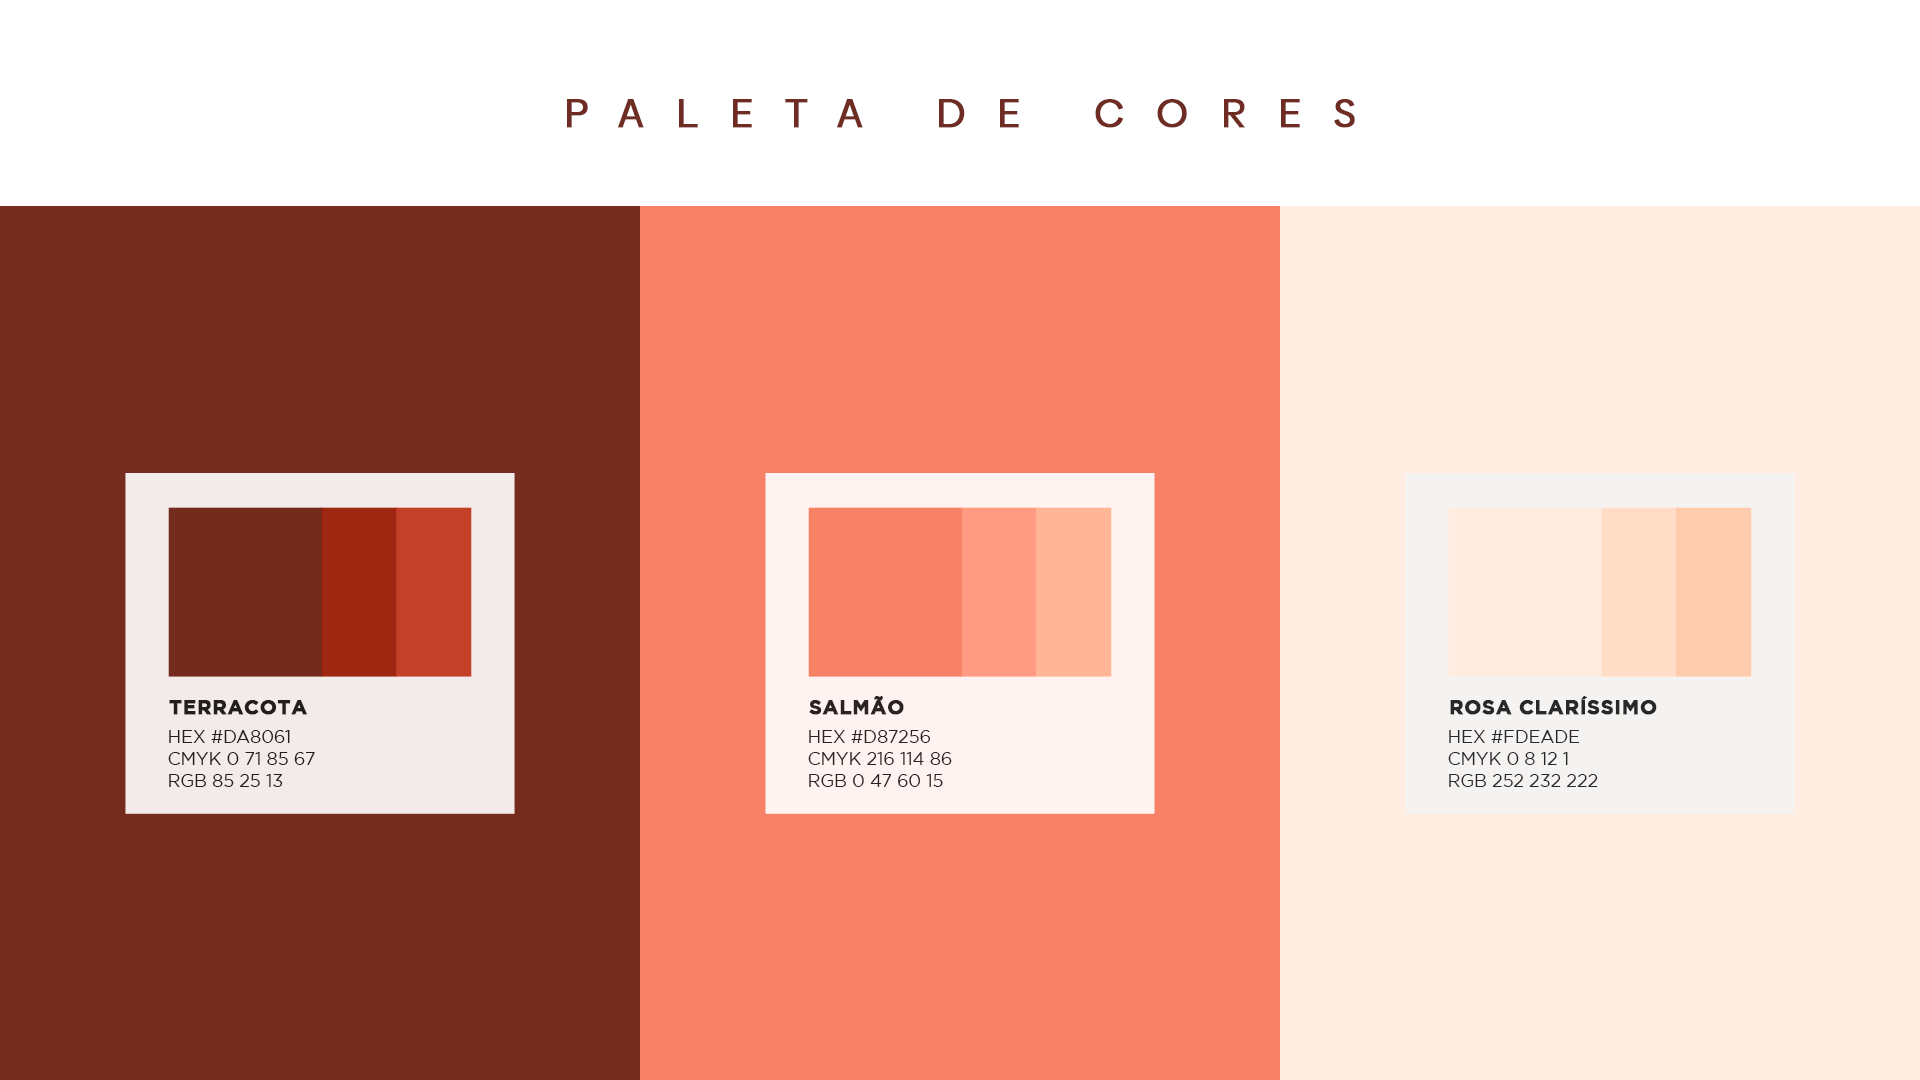 PALETA DE CORES
TERRACOTA
HEX #DA8061
CMYK 0 71 85 67
RGB 85 25 13
SALMÃO
HEX #D87256
CMYK 216 114 86
RGB 0 47 60 15
ROSA CLARÍSSIMO
HEX #FDEADE
CMYK 0 8 12 1
RGB 252 232 222